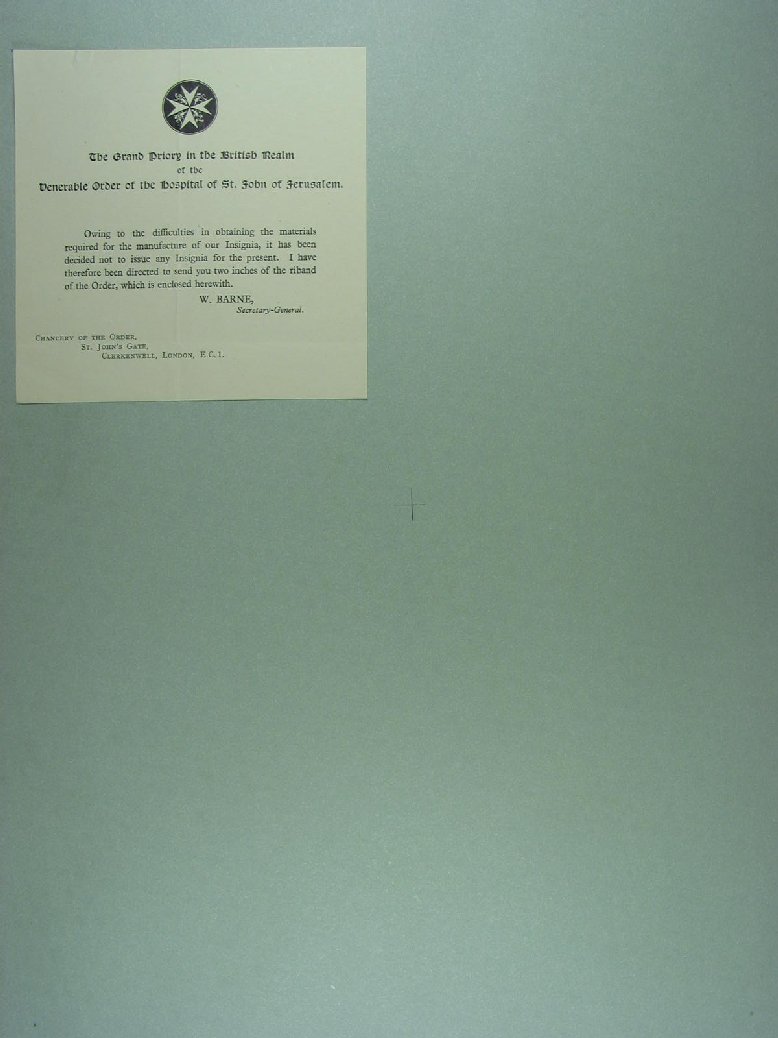 The Grand Priory in the British Realm
of the
Venerable Order of the Hospital of St. John of Jerusalem.
Owing to the difficulties in obtaining the materials
required for the manufacture of our Insignia, it has been
decided not to issue any Insignia for the present. I have
therefore been directed to send you two inches of the riband
of the Order, which is enclosed herewith.
W. BARNE,
Secretary-General.
CHANCERY OF THE ORDER,
ST. JOHN'S GATE,
CLERKENWELL, LONDON, E.C.1.